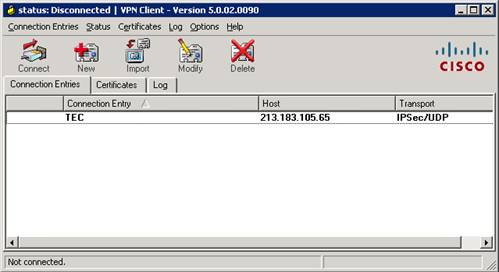 status: Disconnected | VPN Client - Version 5.0.02.0090
Connection Entries Status Certificates Log Options Help
Connect New Import Modify Delete
CISCO
Connection Entries Certificates Log
Connection Entry Host Transport
TEC 213.183.105.65 IPSec/UDP
Not connected.